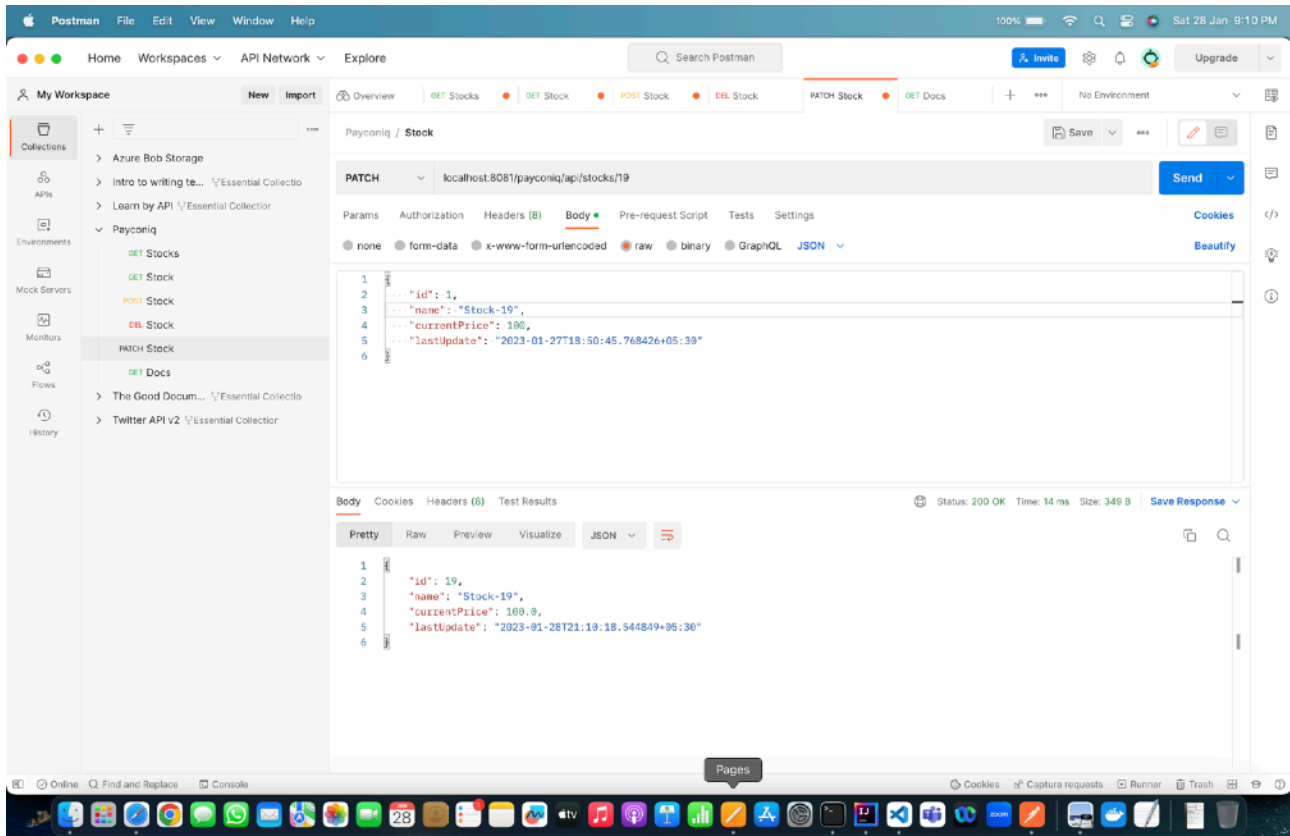 Postman File Edit View Window Help 100% Sat 28 Jan 9:10 PM
Home Workspaces API Network Explore Search Postman Invite Upgrade
My Workspace New Import Overview GET Stocks GET Stock POST Stock DEL Stock PATCH Stock GET Docs No Environment
Collections
APIs
Environments
Mock Servers
Monitors
Flows
History
Azure Bob Storage
Intro to writing te... Essential Collectio
Learn by API Essential Collection
Payconiq
GET Stocks
GET Stock
POST Stock
DEL Stock
PATCH Stock
GET Docs
The Good Docum... Essential Collectio
Twitter API v2 Essential Collection
Payconiq / Stock Save
PATCH localhost:8081/payconiq/api/stocks/19 Send
Params Authorization Headers (8) Body Pre-request Script Tests Settings Cookies
none form-data x-www-form-urlencoded raw binary GraphQL JSON Beautify
1 {
2 "id": 1,
3 "name": "Stock-19",
4 "currentPrice": 100,
5 "lastUpdate": "2023-01-27T18:50:45.768426+05:30"
6 }
Body Cookies Headers (8) Test Results Status: 200 OK Time: 14 ms Size: 349 B Save Response
Pretty Raw Preview Visualize JSON
1 {
2 "id": 19,
3 "name": "Stock-19",
4 "currentPrice": 100.0,
5 "lastUpdate": "2023-01-28T21:10:18.544849+05:30"
6 }
Pages
Online Find and Replace Console Cookies Capture requests Runner Trash
28 tv zoom